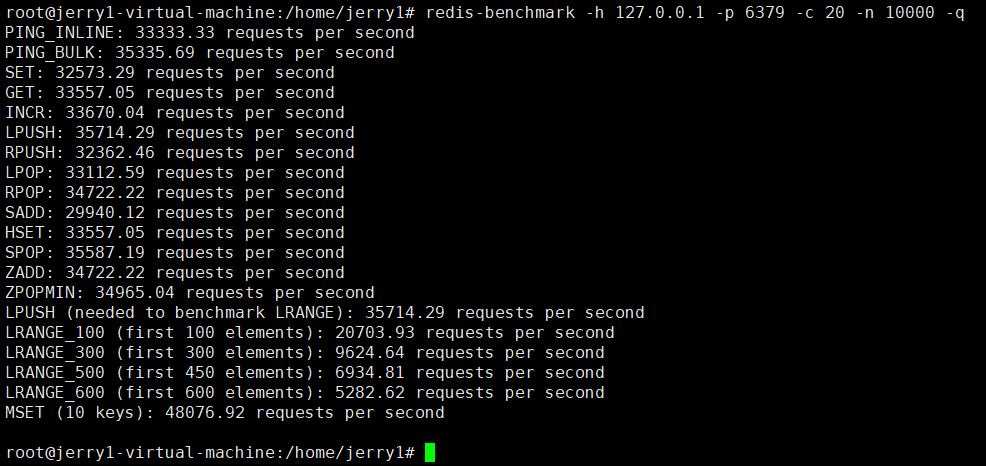 root@jerry1-virtual-machine:/home/jerry1# redis-benchmark -h 127.0.0.1 -p 6379 -c 20 -n 10000 -q
PING_INLINE: 33333.33 requests per second
PING_BULK: 35335.69 requests per second
SET: 32573.29 requests per second
GET: 33557.05 requests per second
INCR: 33670.04 requests per second
LPUSH: 35714.29 requests per second
RPUSH: 32362.46 requests per second
LPOP: 33112.59 requests per second
RPOP: 34722.22 requests per second
SADD: 29940.12 requests per second
HSET: 33557.05 requests per second
SPOP: 35587.19 requests per second
ZADD: 34722.22 requests per second
ZPOPMIN: 34965.04 requests per second
LPUSH (needed to benchmark LRANGE): 35714.29 requests per second
LRANGE_100 (first 100 elements): 20703.93 requests per second
LRANGE_300 (first 300 elements): 9624.64 requests per second
LRANGE_500 (first 450 elements): 6934.81 requests per second
LRANGE_600 (first 600 elements): 5282.62 requests per second
MSET (10 keys): 48076.92 requests per second
root@jerry1-virtual-machine:/home/jerry1#